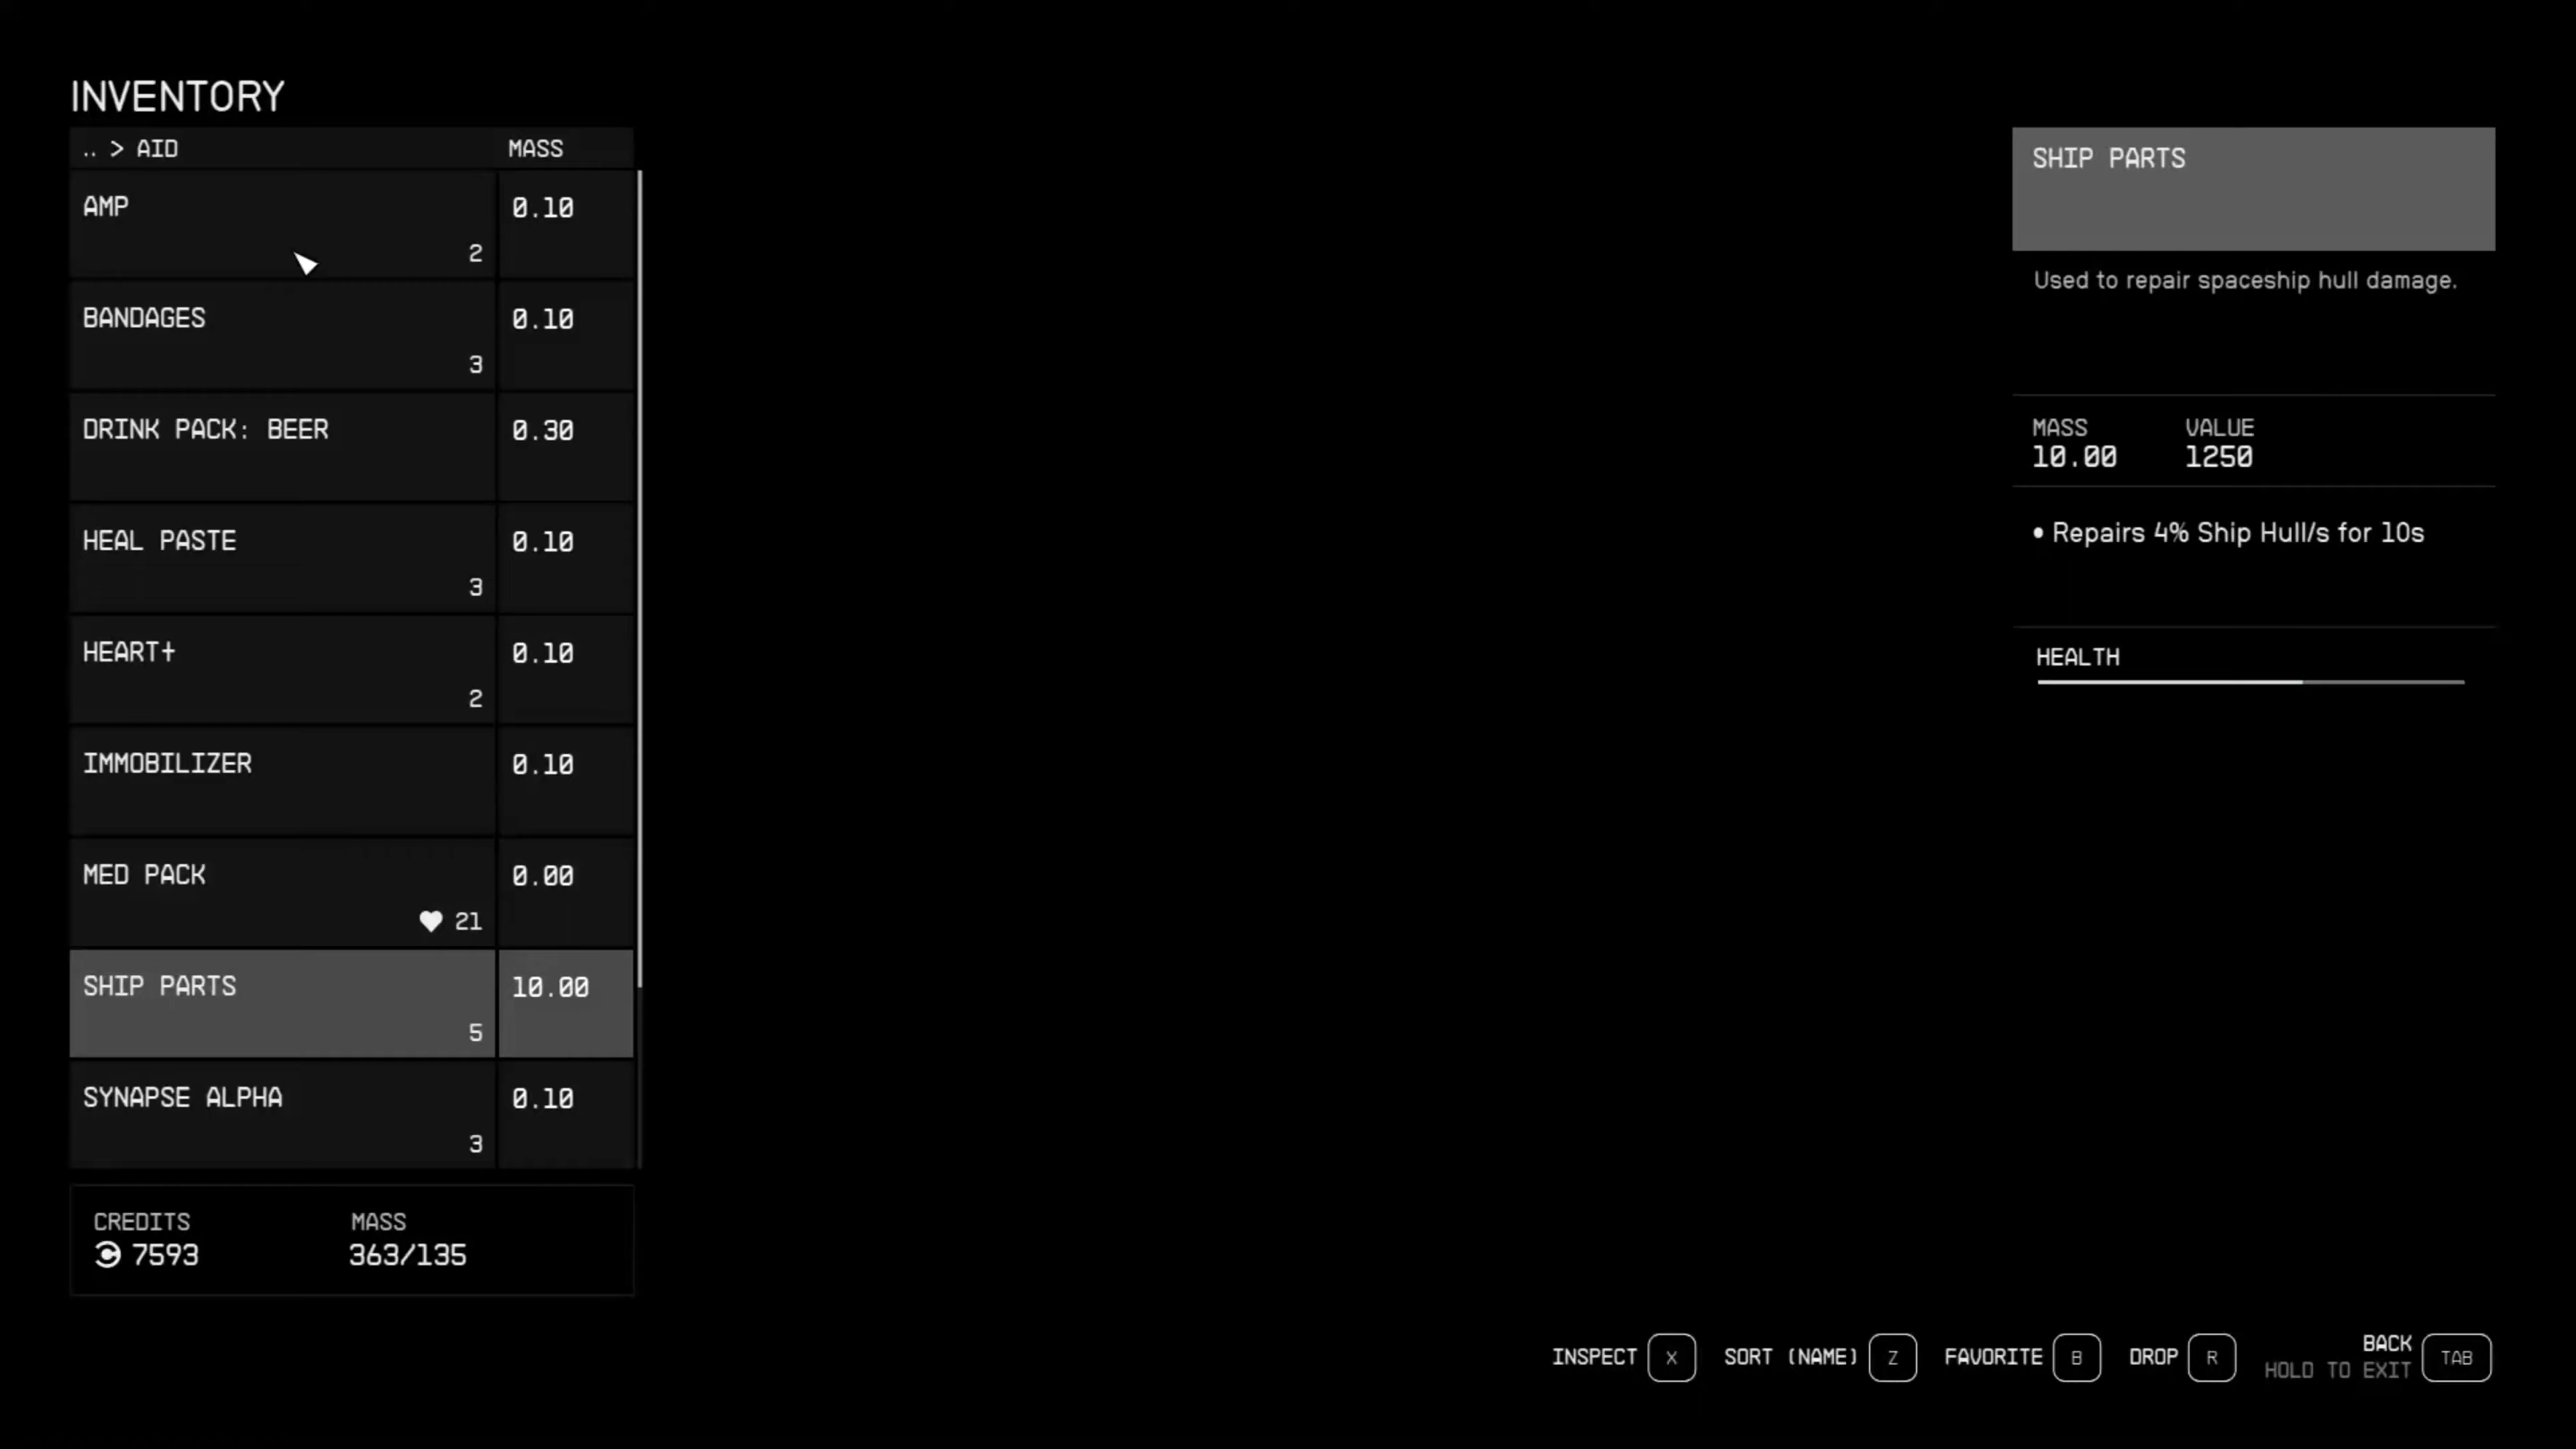 INVENTORY
.. > AID MASS
AMP 0.10
2
BANDAGES 0.10
3
DRINK PACK: BEER 0.30
HEAL PASTE 0.10
3
HEART+ 0.10
2
IMMOBILIZER 0.10
MED PACK 0.00
21
SHIP PARTS 10.00
5
SYNAPSE ALPHA 0.10
3
CREDITS MASS
7593 363/135
SHIP PARTS
Used to repair spaceship hull damage.
MASS VALUE
10.00 1250
• Repairs 4% Ship Hull/s for 10s
HEALTH
INSPECT X SORT (NAME) Z FAVORITE B DROP R BACK TAB
HOLD TO EXIT